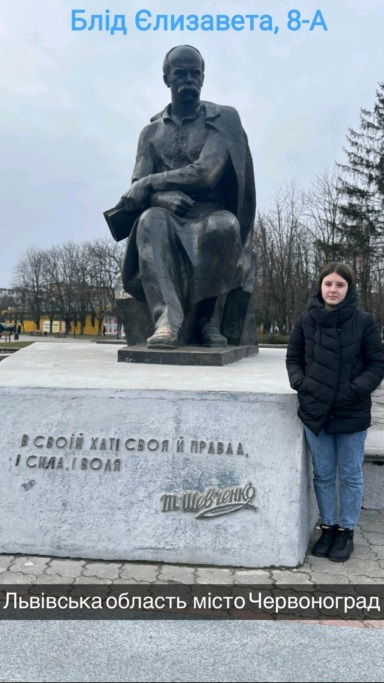 Блід Єлизавета, 8-А
В СВОЇЙ ХАТІ СВОЯ Й ПРАВДА,
І СИЛА, І ВОЛЯ
Т. Шевченко
Львівська область місто Червоноград